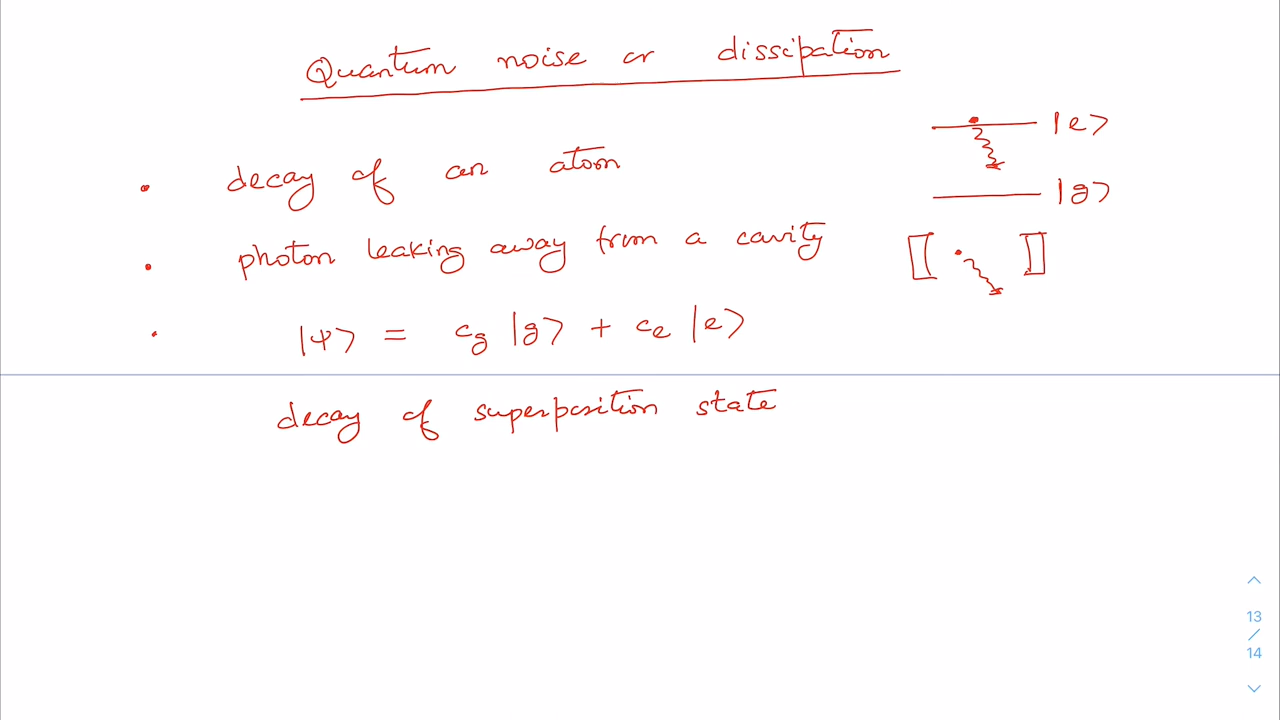 Quantum noise or dissipation
• decay of an atom
|e>
|g>
• photon leaking away from a cavity
• |ψ> = c_g |g> + c_e |e>
decay of superposition state
13
/
14